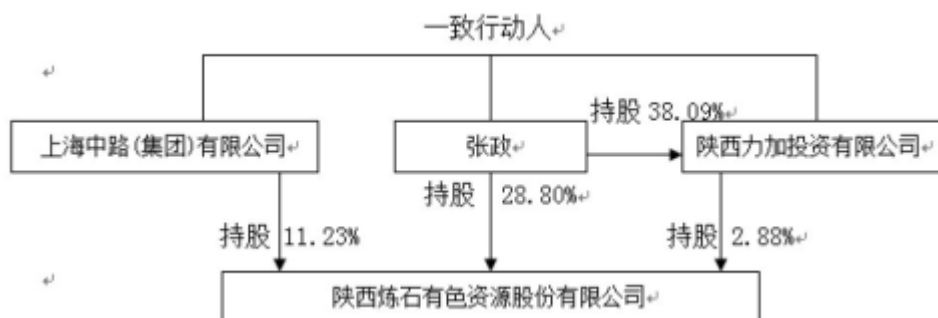 一致行动人
持股 38.09%
上海中路(集团)有限公司
张政
陕西力加投资有限公司
持股 28.80%
持股 11.23%
持股 2.88%
陕西炼石有色资源股份有限公司